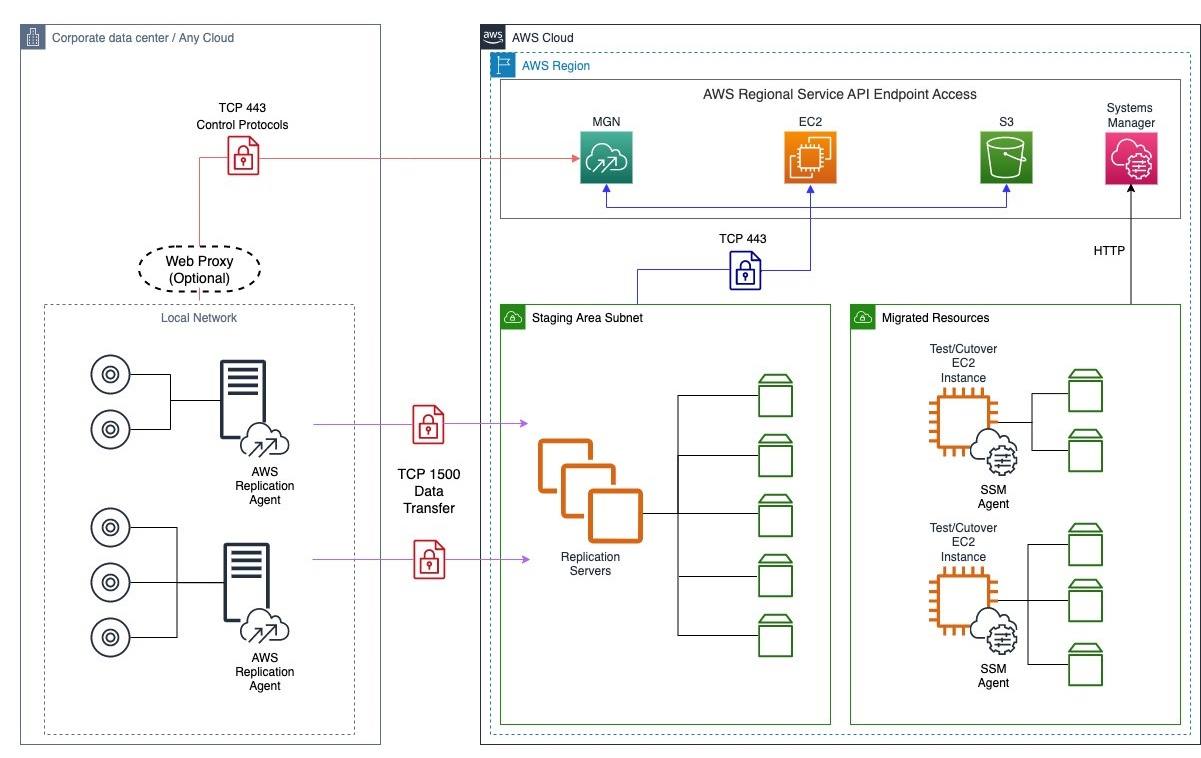 Corporate data center / Any Cloud
aws
AWS Cloud
AWS Region
AWS Regional Service API Endpoint Access
TCP 443
Control Protocols
MGN
EC2
S3
Systems
Manager
Web Proxy
(Optional)
TCP 443
HTTP
Local Network
AWS
Replication
Agent
AWS
Replication
Agent
TCP 1500
Data
Transfer
Staging Area Subnet
Replication
Servers
Migrated Resources
Test/Cutover
EC2
Instance
SSM
Agent
Test/Cutover
EC2
Instance
SSM
Agent